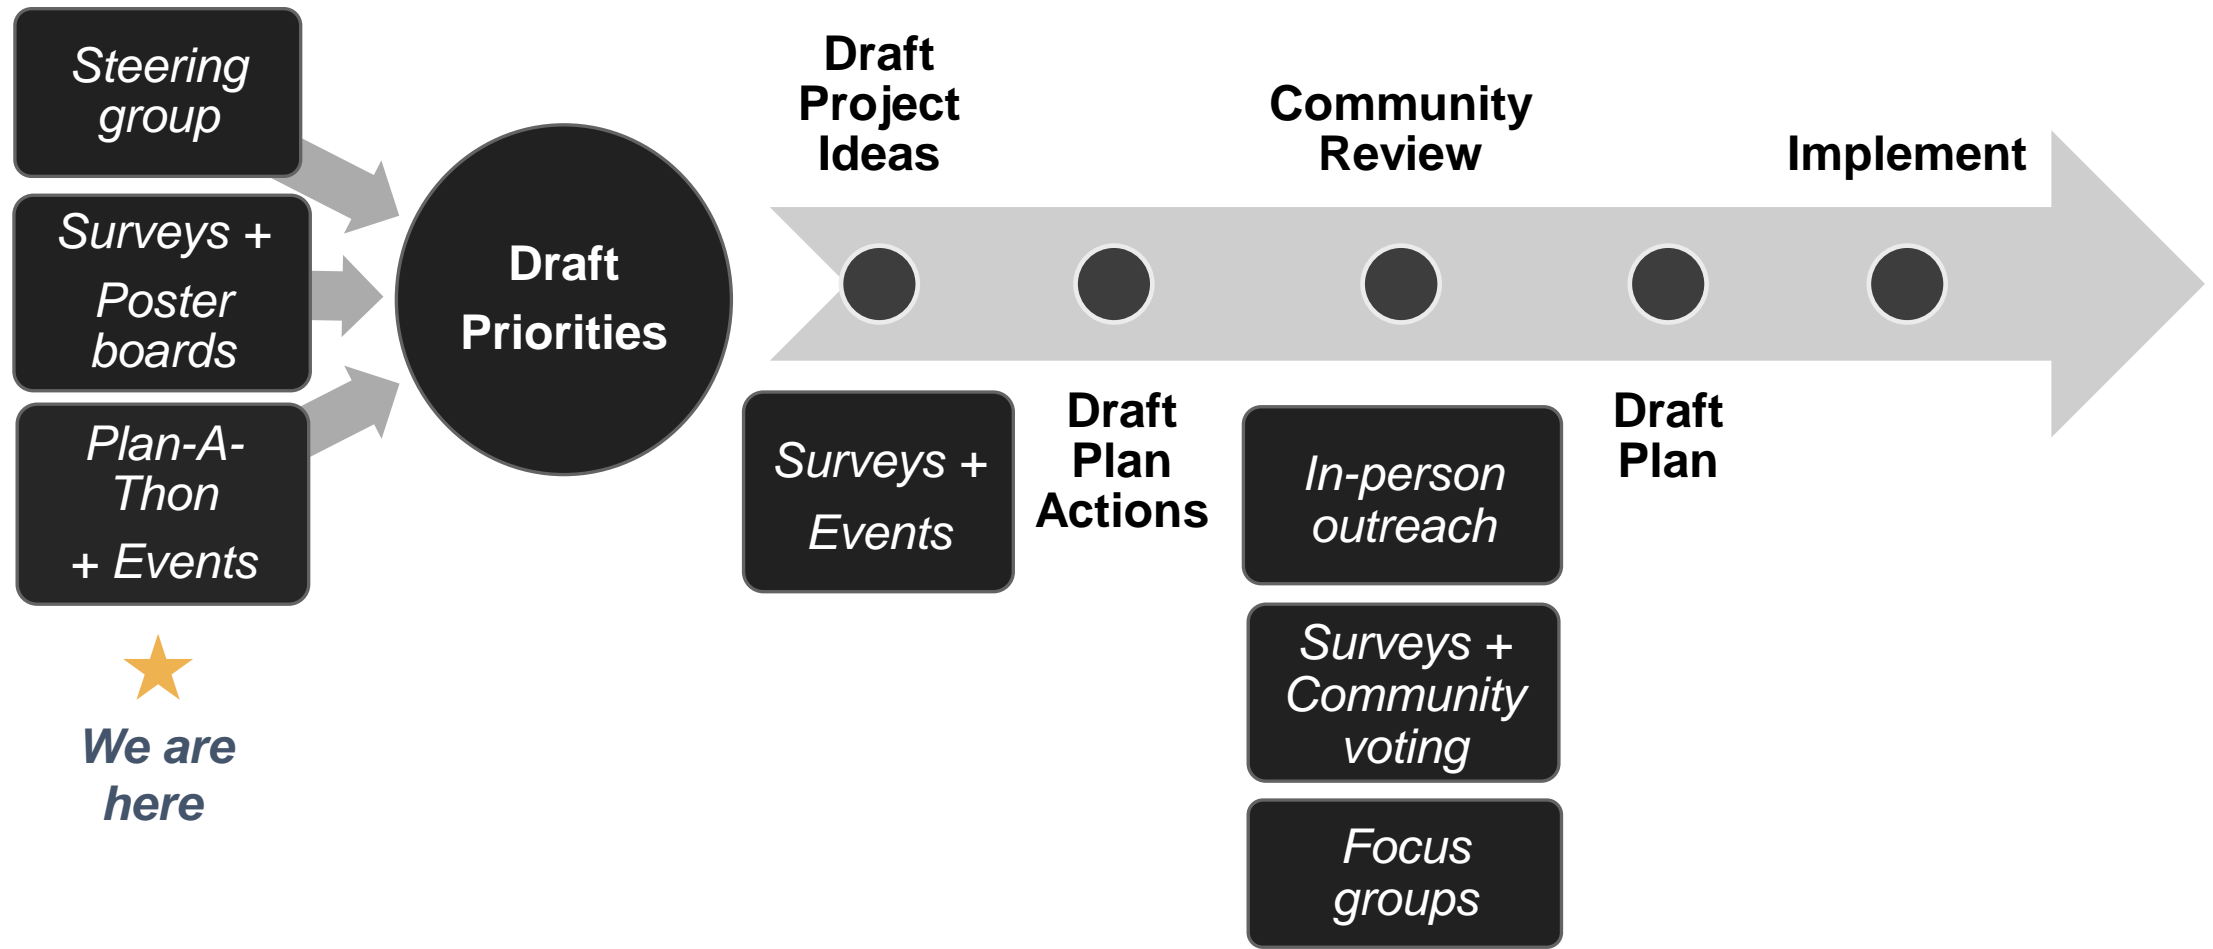 Steering
group
Surveys +
Poster
boards
Plan-A-
Thon
+ Events
We are
here
Draft
Priorities
Draft
Project
Ideas
Surveys +
Events
Draft
Plan
Actions
Community
Review
In-person
outreach
Surveys +
Community
voting
Focus
groups
Draft
Plan
Implement